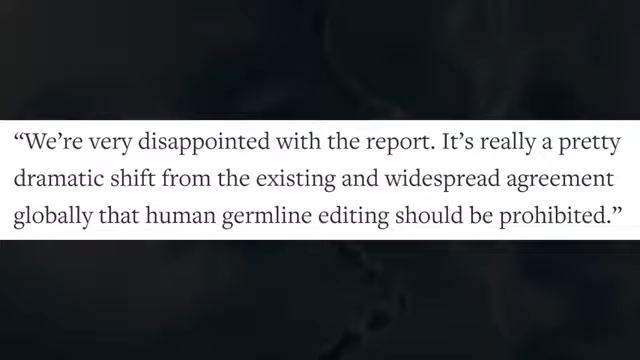 “We’re very disappointed with the report. It’s really a pretty
dramatic shift from the existing and widespread agreement
globally that human germline editing should be prohibited.”